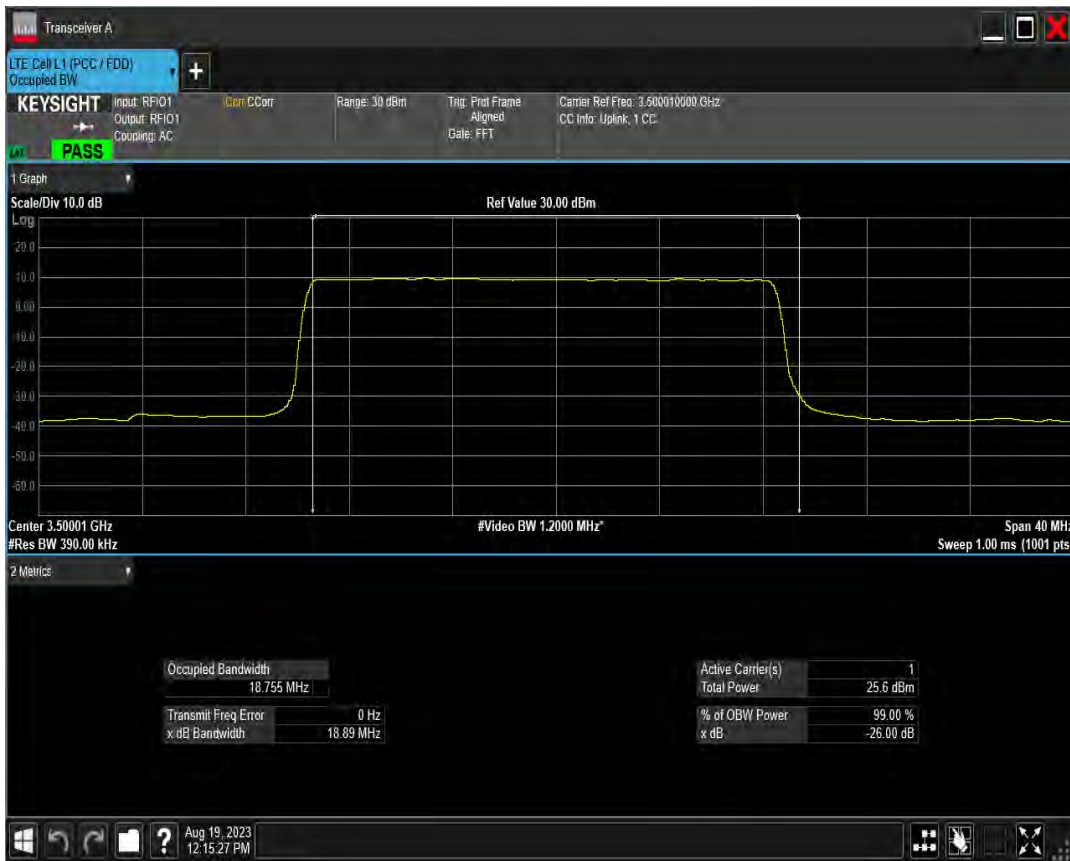 Transceiver A
LTE Cell L1 (PCC / FDD)
Occupied BW
KEYSIGHT
Input: RFIO1
Output: RFIO1
Coupling: AC
Corr CCorr
Range: 30 dBm
Trig: Prot Frame
Aligned
Gate: FFT
Carrier Ref Freq: 3.500010000 GHz
CC Info: Uplink, 1 CC
PASS
1 Graph
Scale/Div 10.0 dB
Ref Value 30.00 dBm
Log
20.0
10.0
0.00
-10.0
-20.0
-30.0
-40.0
-50.0
-60.0
Center 3.50001 GHz
#Video BW 1.2000 MHz*
Span 40 MHz
#Res BW 390.00 kHz
Sweep 1.00 ms (1001 pts
2 Metrics
Occupied Bandwidth
18.755 MHz
Transmit Freq Error 0 Hz
x dB Bandwidth 18.89 MHz
Active Carrier(s) 1
Total Power 25.6 dBm
% of OBW Power 99.00 %
x dB -26.00 dB
?
Aug 19, 2023
12:15:27 PM